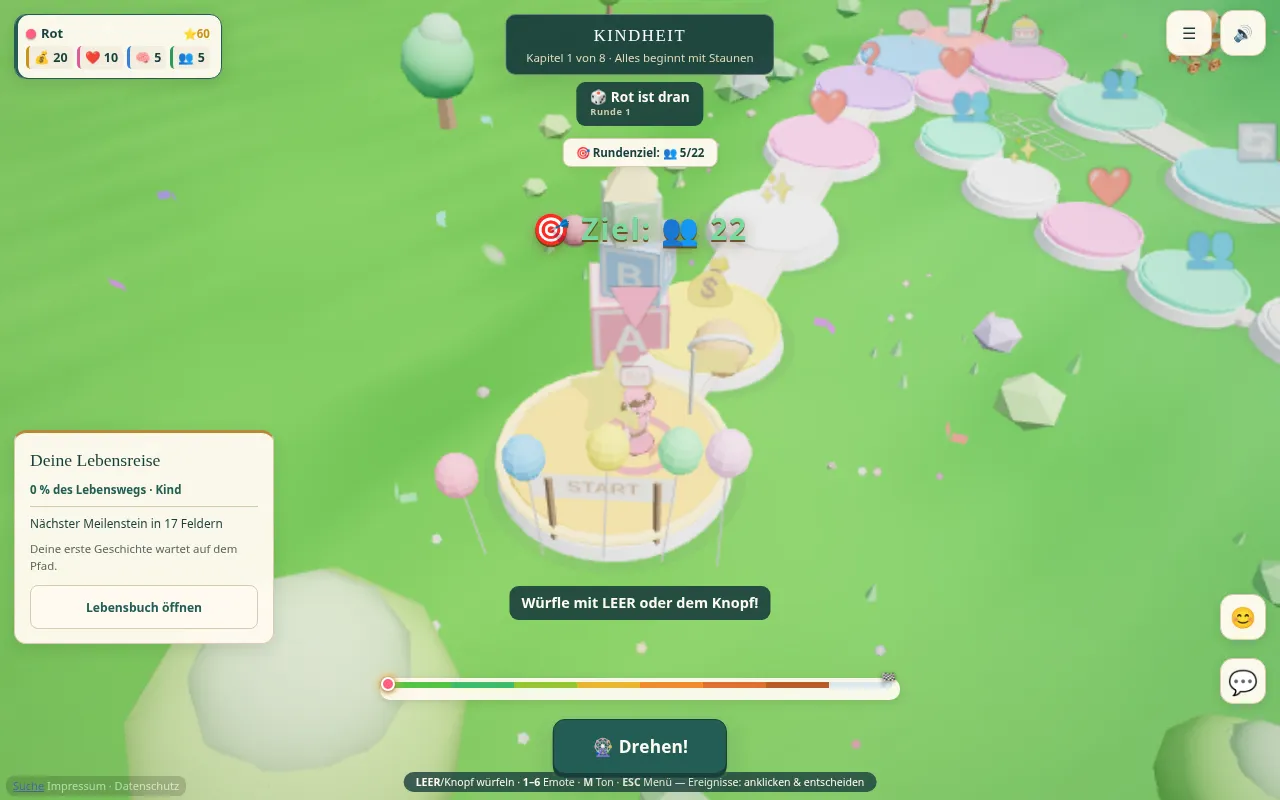 Rot
⭐60
💰 20 ❤️ 10 🧠 5 👥 5
KINDHEIT
Kapitel 1 von 8 · Alles beginnt mit Staunen
🎲 Rot ist dran
Runde 1
🎯 Rundenziel: 👥 5/22
🎯 Ziel: 👥 22
B
A
START
Deine Lebensreise
0 % des Lebenswegs · Kind
Nächster Meilenstein in 17 Feldern
Deine erste Geschichte wartet auf dem
Pfad.
Lebensbuch öffnen
Würfle mit LEER oder dem Knopf!
🎡 Drehen!
LEER/Knopf würfeln · 1–6 Emote · M Ton · ESC Menü — Ereignisse: anklicken & entscheiden
Suche Impressum · Datenschutz